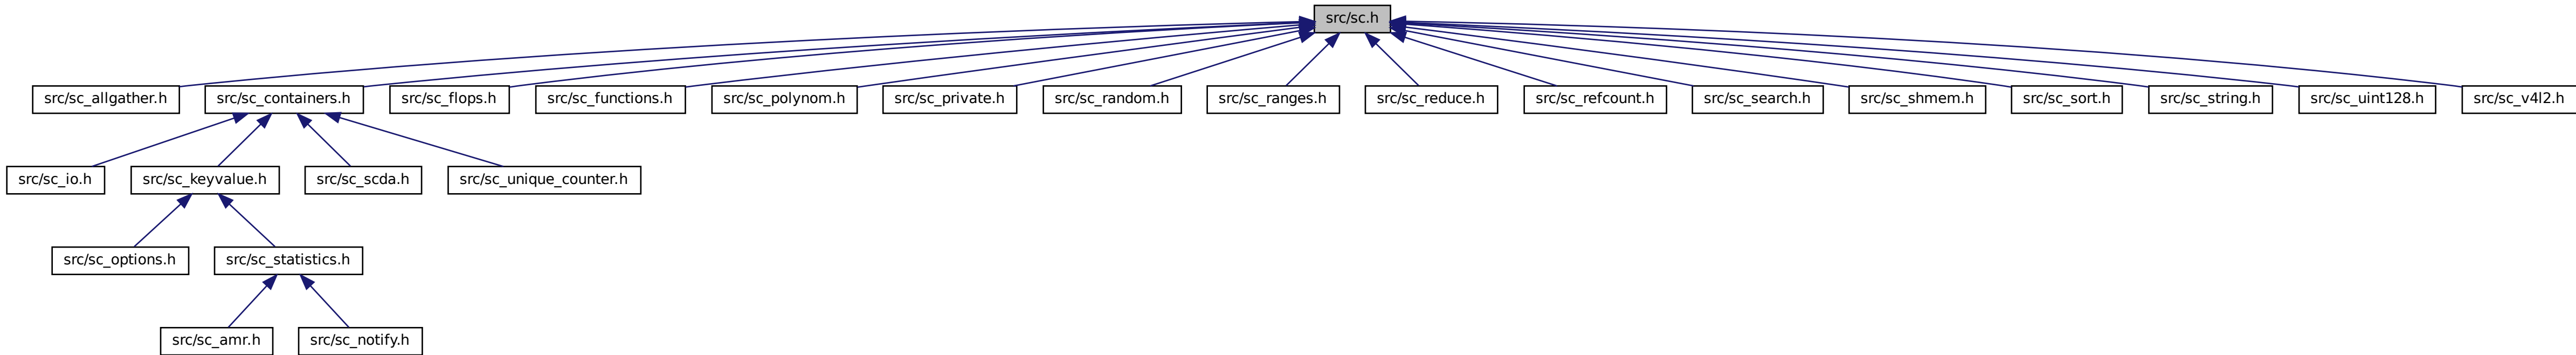 src/sc.h
src/sc_allgather.h
src/sc_containers.h
src/sc_flops.h
src/sc_functions.h
src/sc_polynom.h
src/sc_private.h
src/sc_random.h
src/sc_ranges.h
src/sc_reduce.h
src/sc_refcount.h
src/sc_search.h
src/sc_shmem.h
src/sc_sort.h
src/sc_string.h
src/sc_uint128.h
src/sc_v4l2.h
src/sc_io.h
src/sc_keyvalue.h
src/sc_scda.h
src/sc_unique_counter.h
src/sc_options.h
src/sc_statistics.h
src/sc_amr.h
src/sc_notify.h